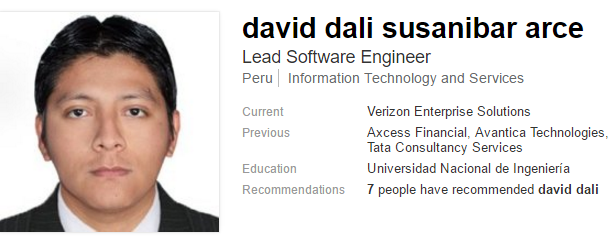 david dali susanibar arce
Lead Software Engineer
Peru | Information Technology and Services
Current Verizon Enterprise Solutions
Previous Axcess Financial, Avantica Technologies,
Tata Consultancy Services
Education Universidad Nacional de Ingeniería
Recommendations 7 people have recommended david dali